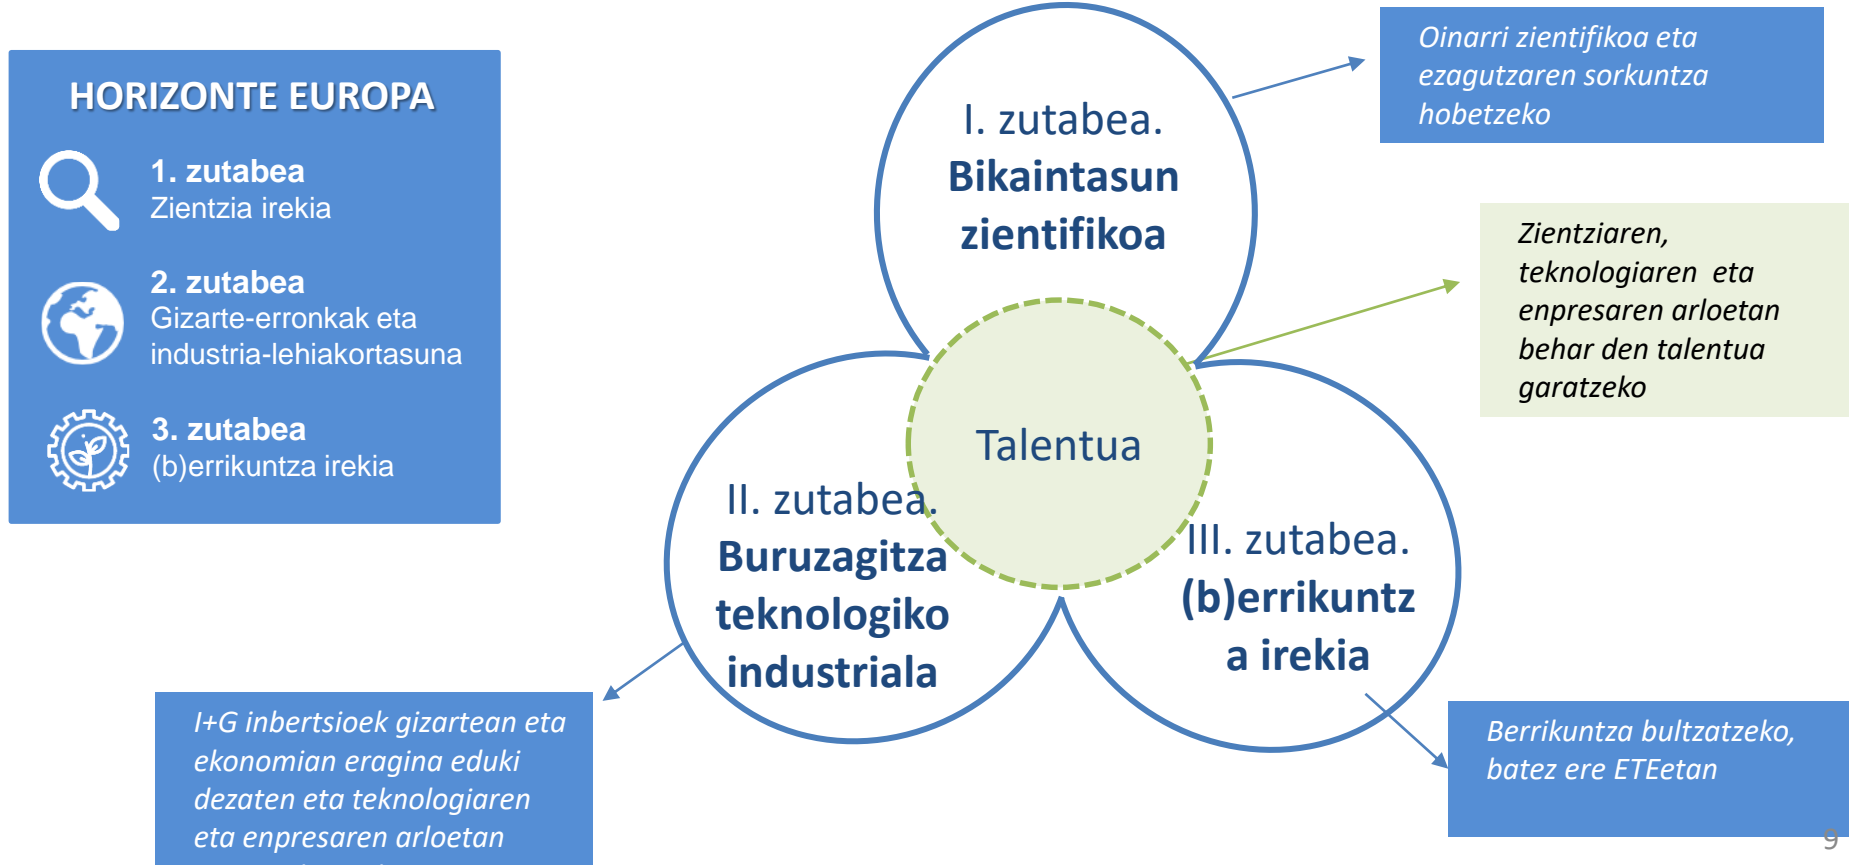 HORIZONTE EUROPA
1. zutabea
Zientzia irekia
2. zutabea
Gizarte-erronkak eta
industria-lehiakortasuna
3. zutabea
(b)errikuntza irekia
I. zutabea.
Bikaintasun
zientifikoa
Oinarri zientifikoa eta
ezagutzaren sorkuntza
hobetzeko
Zientziaren,
teknologiaren eta
enpresaren arloetan
behar den talentua
garatzeko
Talentua
II. zutabea.
Buruzagitza
teknologiko
industriala
III. zutabea.
(b)errikuntz
a irekia
I+G inbertsioek gizartean eta
ekonomian eragina eduki
dezaten eta teknologiaren
eta enpresaren arloetan
Berrikuntza bultzatzeko,
batez ere ETEetan
9